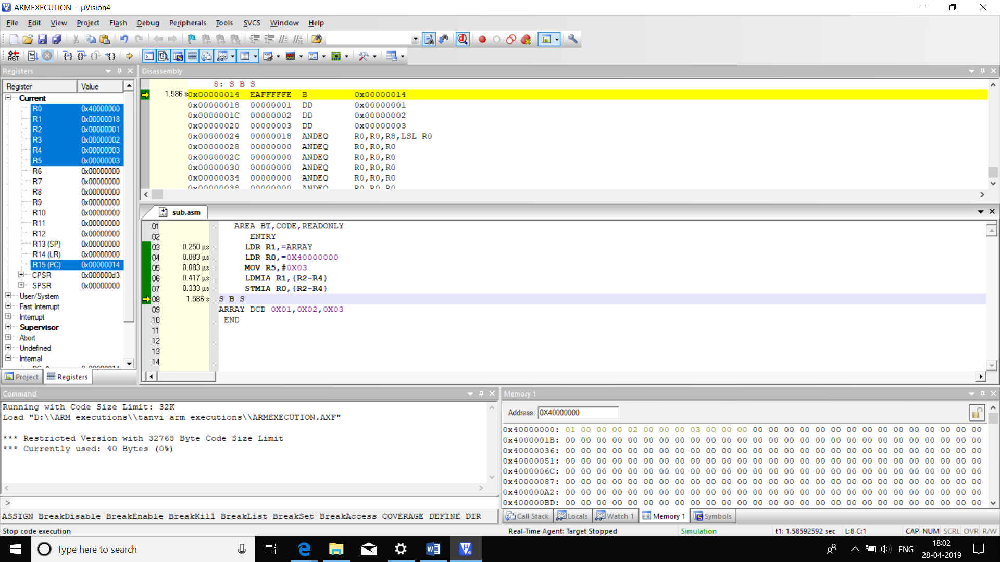 ARMEXECUTION - µVision4
File Edit View Project Flash Debug Peripherals Tools SVCS Window Help
Registers
Register Value
Current
R0 0x40000000
R1 0x00000018
R2 0x00000001
R3 0x00000002
R4 0x00000003
R5 0x00000003
R6 0x00000000
R7 0x00000000
R8 0x00000000
R9 0x00000000
R10 0x00000000
R11 0x00000000
R12 0x00000000
R13 (SP) 0x00000000
R14 (LR) 0x00000000
R15 (PC) 0x00000014
CPSR 0x000000d3
SPSR 0x00000000
User/System
Fast Interrupt
Interrupt
Supervisor
Abort
Undefined
Internal
Project Registers
Disassembly
8: S B S
1.586 s 0x00000014 EAFFFFFE B 0x00000014
0x00000018 00000001 DD 0x00000001
0x0000001C 00000002 DD 0x00000002
0x00000020 00000003 DD 0x00000003
0x00000024 00000018 ANDEQ R0,R0,R8,LSL R0
0x00000028 00000000 ANDEQ R0,R0,R0
0x0000002C 00000000 ANDEQ R0,R0,R0
0x00000030 00000000 ANDEQ R0,R0,R0
0x00000034 00000000 ANDEQ R0,R0,R0
0x00000038 00000000 ANDEQ R0,R0,R0
sub.asm
01 AREA BT,CODE,READONLY
02 ENTRY
03 0.250 µs LDR R1,=ARRAY
04 0.083 µs LDR R0,=0X40000000
05 0.083 µs MOV R5,#0X03
06 0.417 µs LDMIA R1,{R2-R4}
07 0.333 µs STMIA R0,{R2-R4}
08 1.586 s S B S
09 ARRAY DCD 0X01,0X02,0X03
10 END
11
12
13
14
Command
Running with Code Size Limit: 32K
Load "D:\\ARM executions\\tanvi arm executions\\ARMEXECUTION.AXF"
*** Restricted Version with 32768 Byte Code Size Limit
*** Currently used: 40 Bytes (0%)
>
ASSIGN BreakDisable BreakEnable BreakKill BreakList BreakSet BreakAccess COVERAGE DEFINE DIR
Memory 1
Address: 0X40000000
0x40000000: 01 00 00 00 02 00 00 00 03 00 00 00 00 00 00 00 00 00 00 00 00 00 00 00 00 00 00
0x4000001B: 00 00 00 00 00 00 00 00 00 00 00 00 00 00 00 00 00 00 00 00 00 00 00 00 00 00 00
0x40000036: 00 00 00 00 00 00 00 00 00 00 00 00 00 00 00 00 00 00 00 00 00 00 00 00 00 00 00
0x40000051: 00 00 00 00 00 00 00 00 00 00 00 00 00 00 00 00 00 00 00 00 00 00 00 00 00 00 00
0x4000006C: 00 00 00 00 00 00 00 00 00 00 00 00 00 00 00 00 00 00 00 00 00 00 00 00 00 00 00
0x40000087: 00 00 00 00 00 00 00 00 00 00 00 00 00 00 00 00 00 00 00 00 00 00 00 00 00 00 00
0x400000A2: 00 00 00 00 00 00 00 00 00 00 00 00 00 00 00 00 00 00 00 00 00 00 00 00 00 00 00
0x400000BD: 00 00 00 00 00 00 00 00 00 00 00 00 00 00 00 00 00 00 00 00 00 00 00 00 00 00 00
Call Stack Locals Watch 1 Memory 1 Symbols
Stop code execution Real-Time Agent: Target Stopped Simulation t1: 1.58592592 sec L:8 C:1 CAP NUM SCRL OVR R/W
Type here to search ENG 18:02
28-04-2019